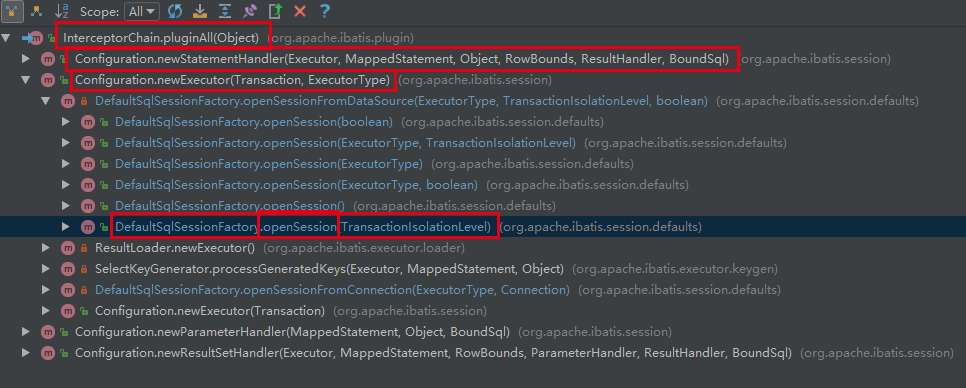 Scope: All
InterceptorChain.pluginAll(Object) (org.apache.ibatis.plugin)
Configuration.newStatementHandler(Executor, MappedStatement, Object, RowBounds, ResultHandler, BoundSql) (org.apache.ibatis.session)
Configuration.newExecutor(Transaction, ExecutorType) (org.apache.ibatis.session)
DefaultSqlSessionFactory.openSessionFromDataSource(ExecutorType, TransactionIsolationLevel, boolean) (org.apache.ibatis.session.defaults)
DefaultSqlSessionFactory.openSession(boolean) (org.apache.ibatis.session.defaults)
DefaultSqlSessionFactory.openSession(ExecutorType, TransactionIsolationLevel) (org.apache.ibatis.session.defaults)
DefaultSqlSessionFactory.openSession(ExecutorType) (org.apache.ibatis.session.defaults)
DefaultSqlSessionFactory.openSession(ExecutorType, boolean) (org.apache.ibatis.session.defaults)
DefaultSqlSessionFactory.openSession() (org.apache.ibatis.session.defaults)
DefaultSqlSessionFactory.openSession(TransactionIsolationLevel) (org.apache.ibatis.session.defaults)
ResultLoader.newExecutor() (org.apache.ibatis.executor.loader)
SelectKeyGenerator.processGeneratedKeys(Executor, MappedStatement, Object) (org.apache.ibatis.executor.keygen)
DefaultSqlSessionFactory.openSessionFromConnection(ExecutorType, Connection) (org.apache.ibatis.session.defaults)
Configuration.newExecutor(Transaction) (org.apache.ibatis.session)
Configuration.newParameterHandler(MappedStatement, Object, BoundSql) (org.apache.ibatis.session)
Configuration.newResultSetHandler(Executor, MappedStatement, RowBounds, ParameterHandler, ResultHandler, BoundSql) (org.apache.ibatis.session)